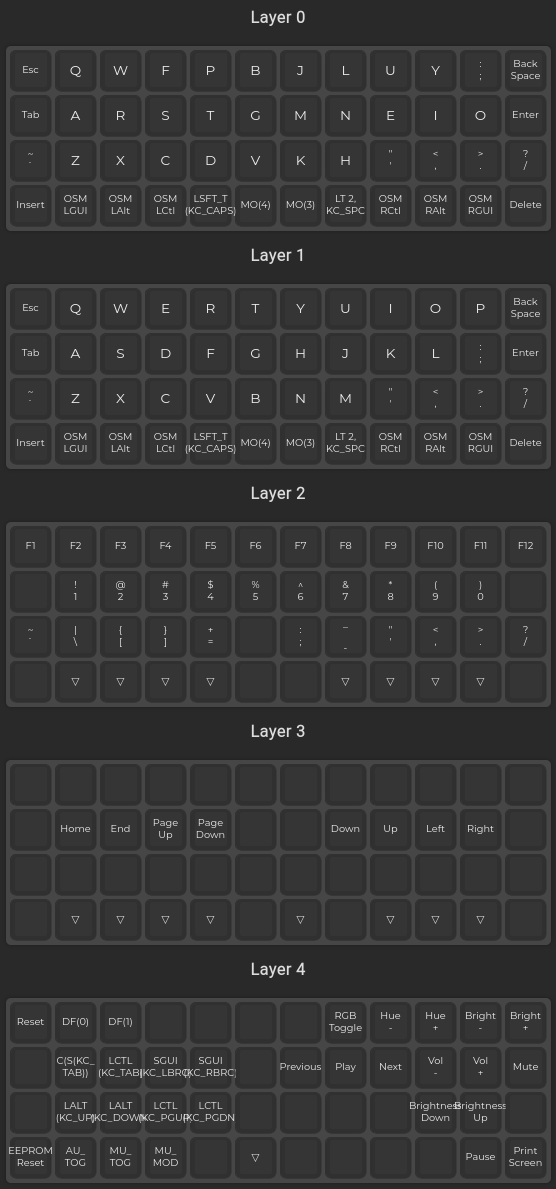 Layer 0
Esc Q W F P B J L U Y : ; Back Space
Tab A R S T G M N E I O Enter
~ ` Z X C D V K H " ' < , > . ? /
Insert OSM LGUI OSM LAlt OSM LCtl LSFT_T (KC_CAPS) MO(4) MO(3) LT 2, KC_SPC OSM RCtl OSM RAlt OSM RGUI Delete
Layer 1
Esc Q W E R T Y U I O P Back Space
Tab A S D F G H J K L : ; Enter
~ ` Z X C V B N M " ' < , > . ? /
Insert OSM LGUI OSM LAlt OSM LCtl LSFT_T (KC_CAPS) MO(4) MO(3) LT 2, KC_SPC OSM RCtl OSM RAlt OSM RGUI Delete
Layer 2
F1 F2 F3 F4 F5 F6 F7 F8 F9 F10 F11 F12
! 1 @ 2 # 3 $ 4 % 5 ^ 6 & 7 * 8 ( 9 ) 0
~ ` | \ { [ } ] + = : ; _ - " ' < , > . ? /
▽ ▽ ▽ ▽ ▽ ▽ ▽ ▽
Layer 3
Home End Page Up Page Down Down Up Left Right
▽ ▽ ▽ ▽ ▽ ▽ ▽ ▽
Layer 4
Reset DF(0) DF(1) RGB Toggle Hue - Hue + Bright - Bright +
C(S(KC_ TAB)) LCTL (KC_TAB) SGUI (KC_LBRC) SGUI (KC_RBRC) Previous Play Next Vol - Vol + Mute
LALT (KC_UP) LALT (KC_DOWN) LCTL (KC_PGUP) LCTL (KC_PGDN) Brightness Down Brightness Up
EEPROM Reset AU_ TOG MU_ TOG MU_ MOD ▽ Pause Print Screen